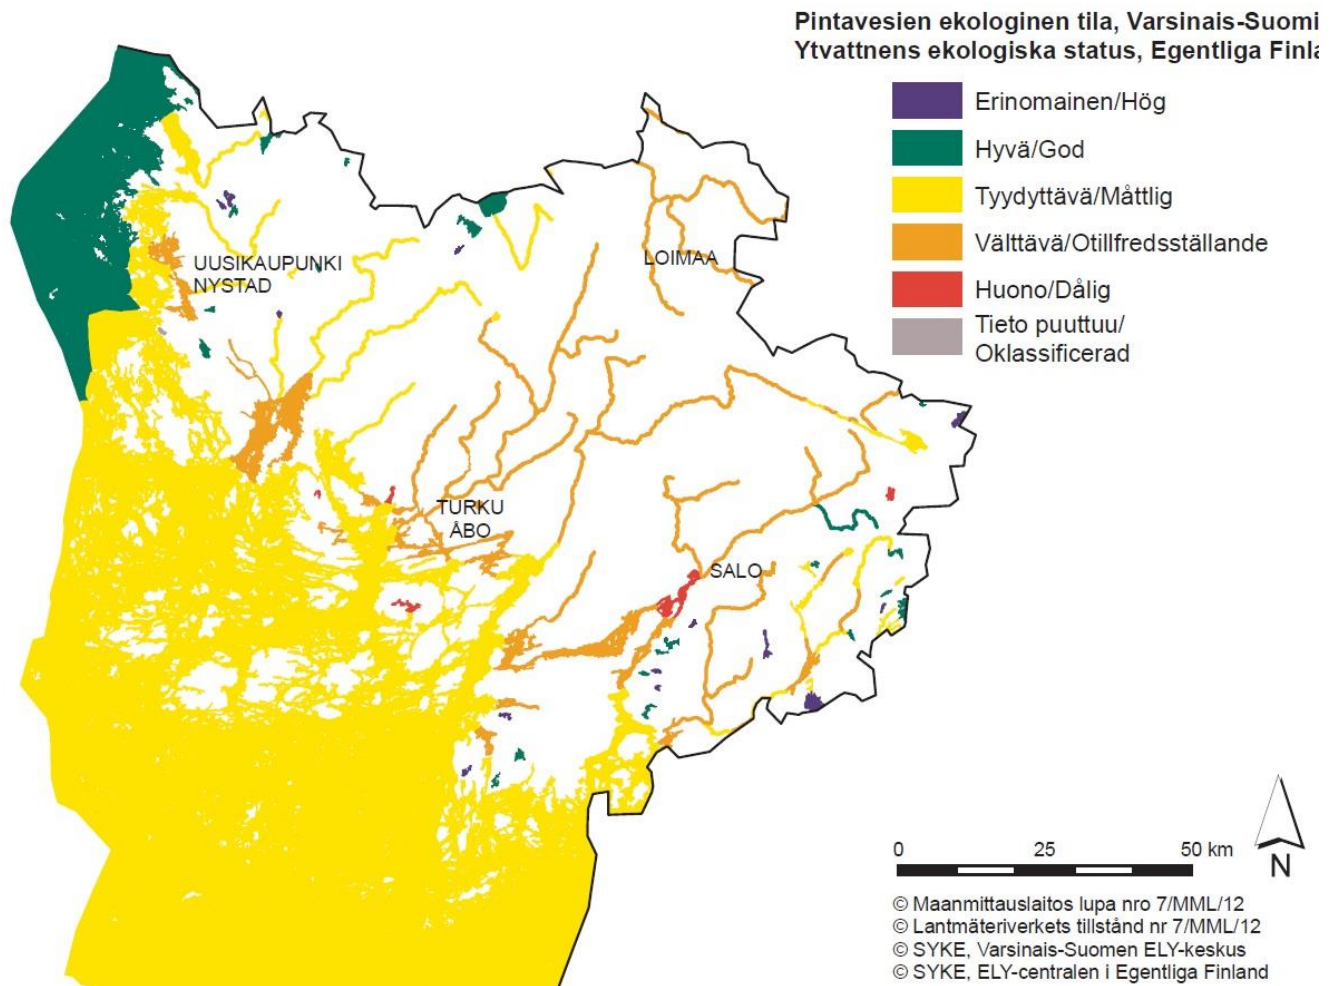 Pintavesien ekologinen tila, Varsinais-Suomi
Ytvattnens ekologiska status, Egentliga Finla
Erinomainen/Hög
Hyvä/God
Tyydyttävä/Måttlig
Välttävä/Otillfredsställande
Huono/Dålig
Tieto puuttuu/
Oklassificerad
UUSIKAUPUNKI
NYSTAD
LOIMAA
TURKU
ÅBO
SALO
0 25 50 km
N
© Maanmittauslaitos lupa nro 7/MML/12
© Lantmäteriverkets tillstånd nr 7/MML/12
© SYKE, Varsinais-Suomen ELY-keskus
© SYKE, ELY-centralen i Egentliga Finland